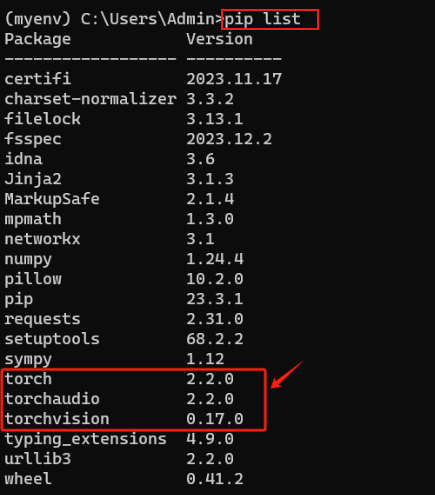 (myenv) C:\Users\Admin>pip list
Package            Version
------------------ ----------
certifi            2023.11.17
charset-normalizer 3.3.2
filelock           3.13.1
fsspec             2023.12.2
idna               3.6
Jinja2             3.1.3
MarkupSafe         2.1.4
mpmath             1.3.0
networkx           3.1
numpy              1.24.4
pillow             10.2.0
pip                23.3.1
requests           2.31.0
setuptools         68.2.2
sympy              1.12
torch              2.2.0
torchaudio         2.2.0
torchvision        0.17.0
typing_extensions  4.9.0
urllib3            2.2.0
wheel              0.41.2